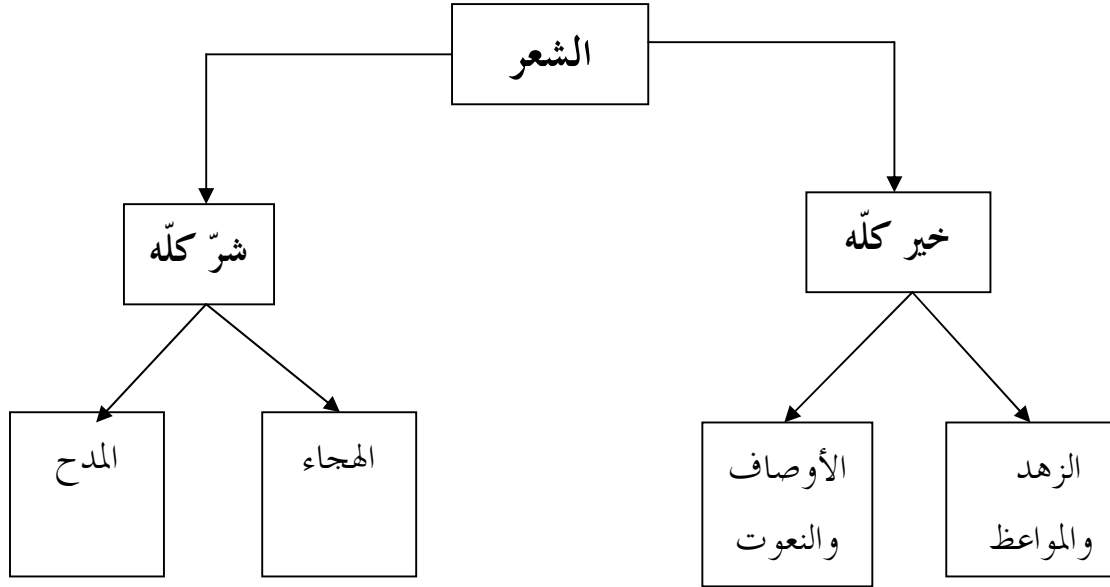 الشعر
خير كلّه
شرّ كلّه
الزهد
والمواعظ
الأوصاف
والنعوت
الهجاء
المدح